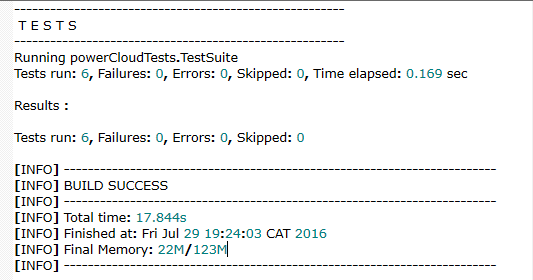 -------------------------------------------------------
T E S T S
-------------------------------------------------------
Running powerCloudTests.TestSuite
Tests run: 6, Failures: 0, Errors: 0, Skipped: 0, Time elapsed: 0.169 sec
Results :
Tests run: 6, Failures: 0, Errors: 0, Skipped: 0
[INFO] ------------------------------------------------------------------------
[INFO] BUILD SUCCESS
[INFO] ------------------------------------------------------------------------
[INFO] Total time: 17.844s
[INFO] Finished at: Fri Jul 29 19:24:03 CAT 2016
[INFO] Final Memory: 22M/123M
[INFO] ------------------------------------------------------------------------